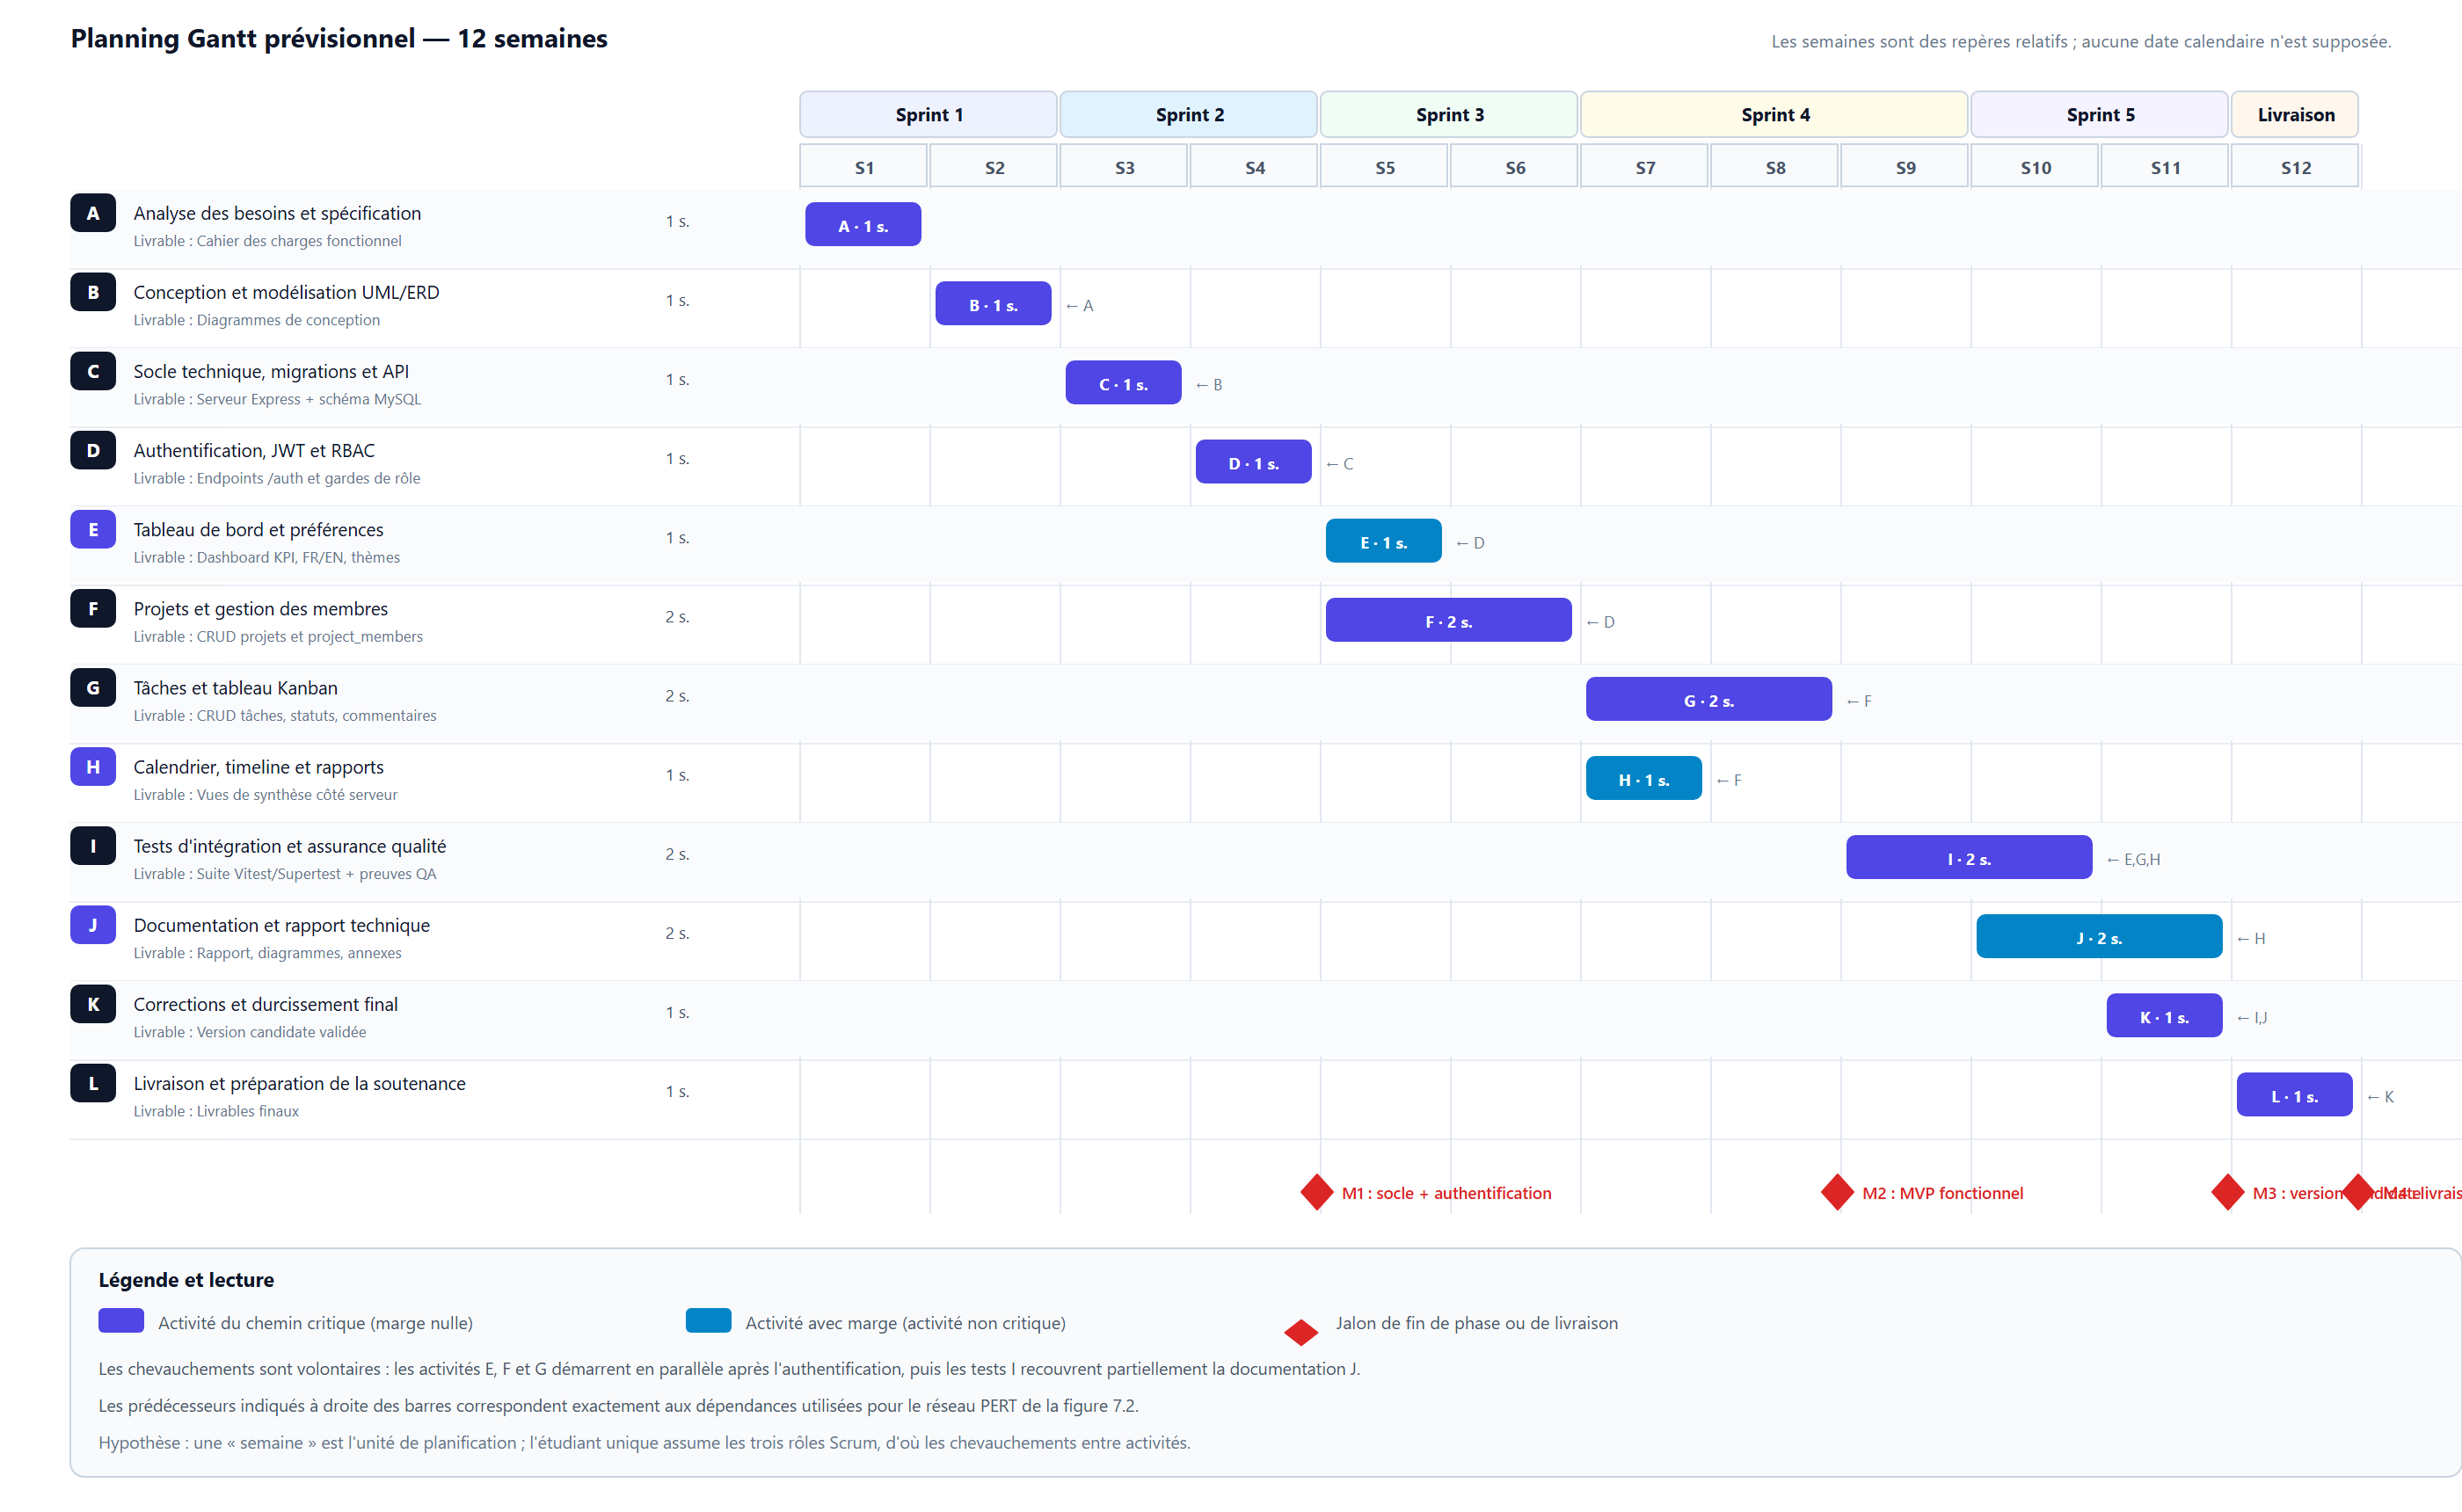 Planning Gantt prévisionnel — 12 semaines
Les semaines sont des repères relatifs ; aucune date calendaire n'est supposée.
Sprint 1 Sprint 2 Sprint 3 Sprint 4 Sprint 5 Livraison
S1 S2 S3 S4 S5 S6 S7 S8 S9 S10 S11 S12
A Analyse des besoins et spécification 1 s. A · 1 s.
Livrable : Cahier des charges fonctionnel
B Conception et modélisation UML/ERD 1 s. B · 1 s. ← A
Livrable : Diagrammes de conception
C Socle technique, migrations et API 1 s. C · 1 s. ← B
Livrable : Serveur Express + schéma MySQL
D Authentification, JWT et RBAC 1 s. D · 1 s. ← C
Livrable : Endpoints /auth et gardes de rôle
E Tableau de bord et préférences 1 s. E · 1 s. ← D
Livrable : Dashboard KPI, FR/EN, thèmes
F Projets et gestion des membres 2 s. F · 2 s. ← D
Livrable : CRUD projets et project_members
G Tâches et tableau Kanban 2 s. G · 2 s. ← F
Livrable : CRUD tâches, statuts, commentaires
H Calendrier, timeline et rapports 1 s. H · 1 s. ← F
Livrable : Vues de synthèse côté serveur
I Tests d'intégration et assurance qualité 2 s. I · 2 s. ← E,G,H
Livrable : Suite Vitest/Supertest + preuves QA
J Documentation et rapport technique 2 s. J · 2 s. ← H
Livrable : Rapport, diagrammes, annexes
K Corrections et durcissement final 1 s. K · 1 s. ← I,J
Livrable : Version candidate validée
L Livraison et préparation de la soutenance 1 s. L · 1 s. ← K
Livrable : Livrables finaux
M1 : socle + authentification M2 : MVP fonctionnel M3 : version
Légende et lecture
Activité du chemin critique (marge nulle) Activité avec marge (activité non critique) Jalon de fin de phase ou de livraison
Les chevauchements sont volontaires : les activités E, F et G démarrent en parallèle après l'authentification, puis les tests I recouvrent partiellement la documentation J.
Les prédécesseurs indiqués à droite des barres correspondent exactement aux dépendances utilisées pour le réseau PERT de la figure 7.2.
Hypothèse : une « semaine » est l'unité de planification ; l'étudiant unique assume les trois rôles Scrum, d'où les chevauchements entre activités.